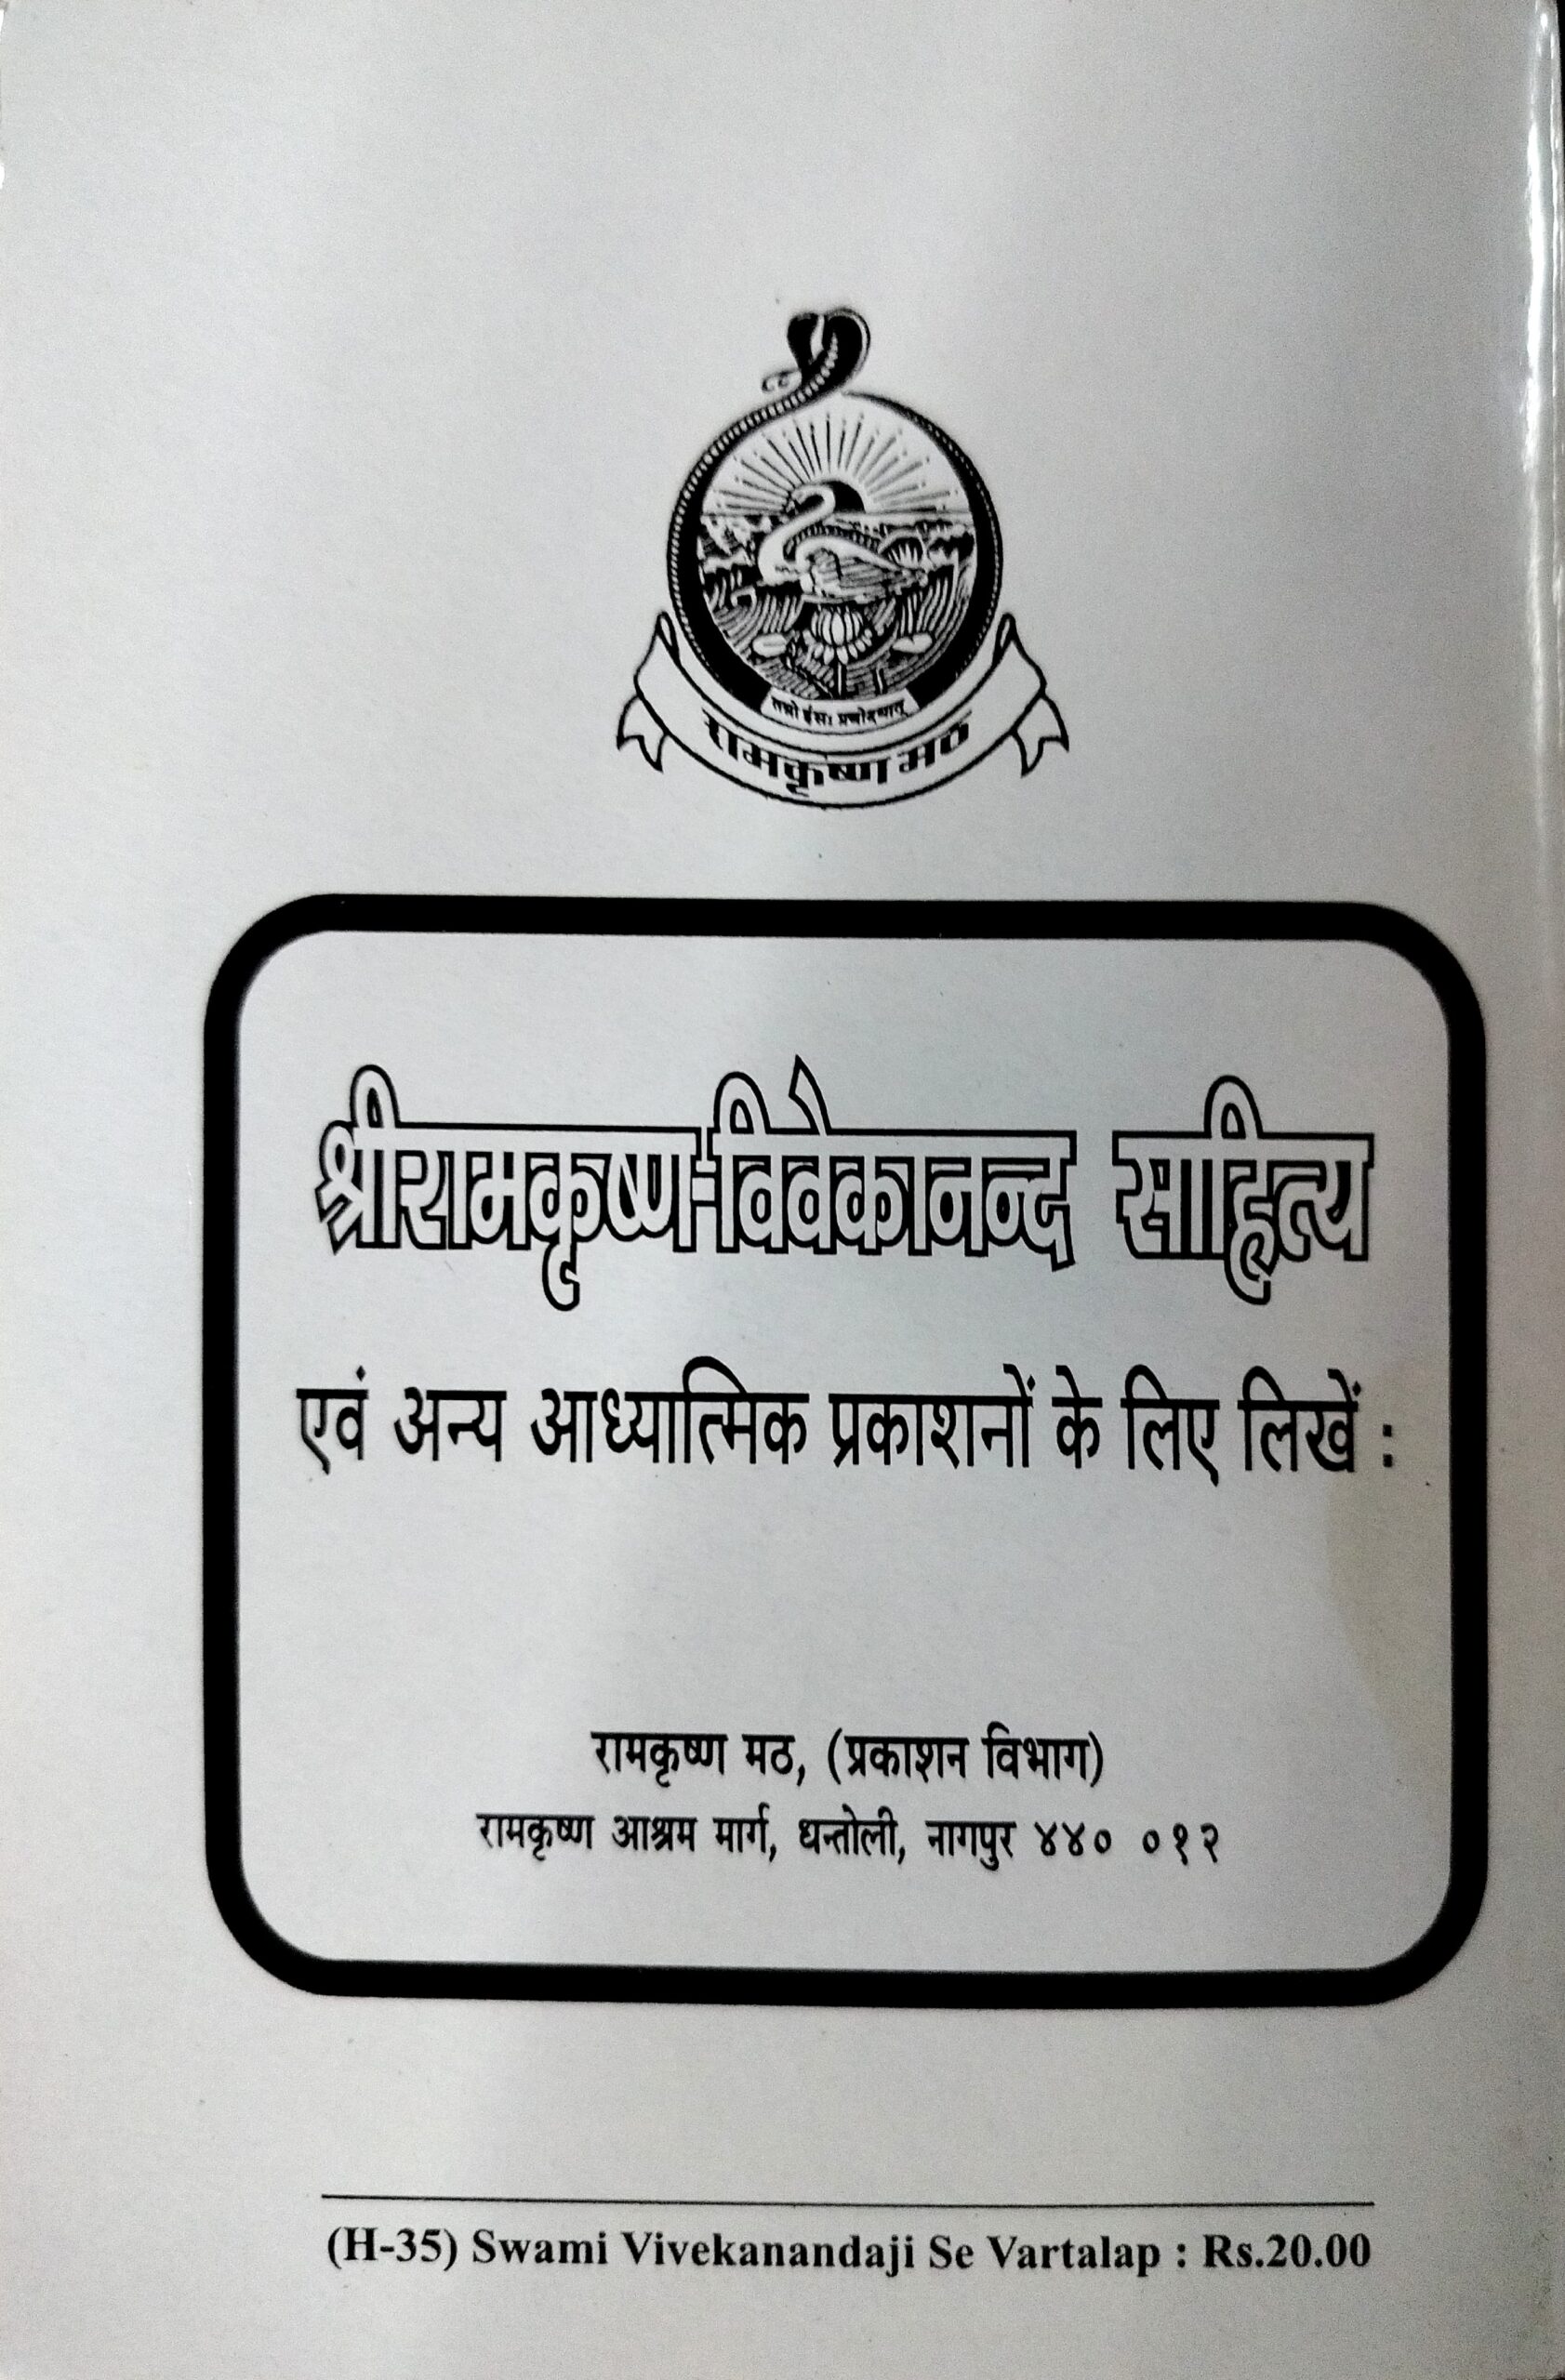 तन्नो हंसः प्रचोदयात्
रामकृष्ण मठ
श्रीरामकृष्ण-विवेकानन्द साहित्य
एवं अन्य आध्यात्मिक प्रकाशनों के लिए लिखें :
रामकृष्ण मठ, (प्रकाशन विभाग)
रामकृष्ण आश्रम मार्ग, धन्तोली, नागपुर ४४० ०१२
(H-35) Swami Vivekanandaji Se Vartalap : Rs.20.00